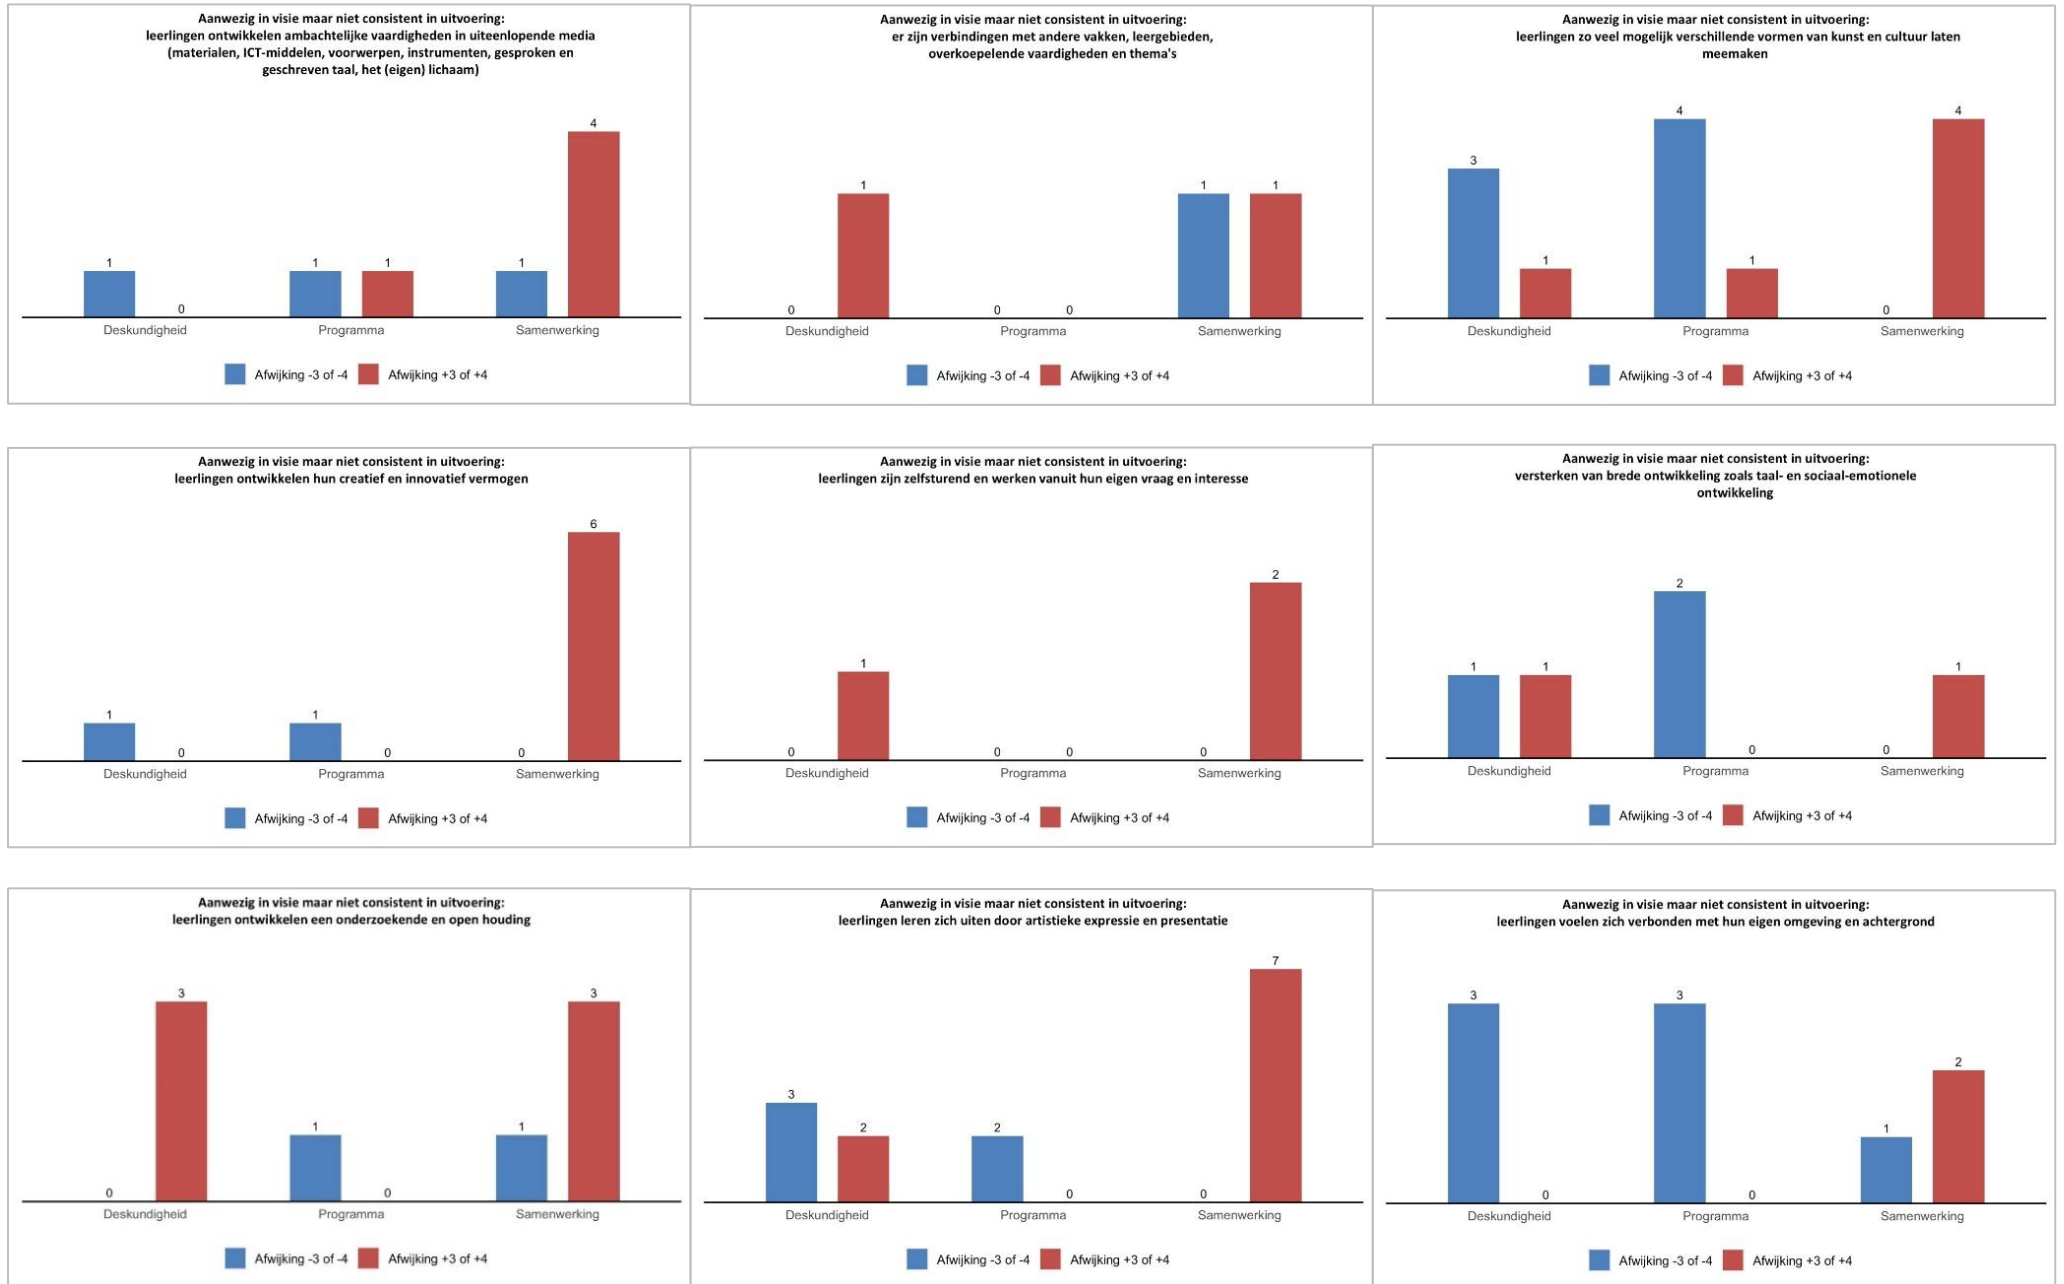 Aanwezig in visie maar niet consistent in uitvoering:
leerlingen ontwikkelen ambachtelijke vaardigheden in uiteenlopende media
(materialen, ICT-middelen, voorwerpen, instrumenten, gesproken en
geschreven taal, het (eigen) lichaam)
4
1
1
1
1
0
Deskundigheid
Programma
Samenwerking
Afwijking -3 of -4
Afwijking +3 of +4
Aanwezig in visie maar niet consistent in uitvoering:
er zijn verbindingen met andere vakken, leergebieden,
overkoepelende vaardigheden en thema's
1
1
1
0
0
0
Deskundigheid
Programma
Samenwerking
Afwijking -3 of -4
Afwijking +3 of +4
Aanwezig in visie maar niet consistent in uitvoering:
leerlingen zo veel mogelijk verschillende vormen van kunst en cultuur laten
meemaken
4
4
3
1
1
0
Deskundigheid
Programma
Samenwerking
Afwijking -3 of -4
Afwijking +3 of +4
Aanwezig in visie maar niet consistent in uitvoering:
leerlingen ontwikkelen hun creatief en innovatief vermogen
6
1
1
0
0
0
Deskundigheid
Programma
Samenwerking
Afwijking -3 of -4
Afwijking +3 of +4
Aanwezig in visie maar niet consistent in uitvoering:
leerlingen zijn zelfsturend en werken vanuit hun eigen vraag en interesse
2
1
0
0
0
0
Deskundigheid
Programma
Samenwerking
Afwijking -3 of -4
Afwijking +3 of +4
Aanwezig in visie maar niet consistent in uitvoering:
versterken van brede ontwikkeling zoals taal- en sociaal-emotionele
ontwikkeling
2
1
1
1
0
0
Deskundigheid
Programma
Samenwerking
Afwijking -3 of -4
Afwijking +3 of +4
Aanwezig in visie maar niet consistent in uitvoering:
leerlingen ontwikkelen een onderzoekende en open houding
3
3
1
1
0
0
Deskundigheid
Programma
Samenwerking
Afwijking -3 of -4
Afwijking +3 of +4
Aanwezig in visie maar niet consistent in uitvoering:
leerlingen leren zich uiten door artistieke expressie en presentatie
7
3
2
2
0
0
Deskundigheid
Programma
Samenwerking
Afwijking -3 of -4
Afwijking +3 of +4
Aanwezig in visie maar niet consistent in uitvoering:
leerlingen voelen zich verbonden met hun eigen omgeving en achtergrond
3
3
2
1
0
0
Deskundigheid
Programma
Samenwerking
Afwijking -3 of -4
Afwijking +3 of +4